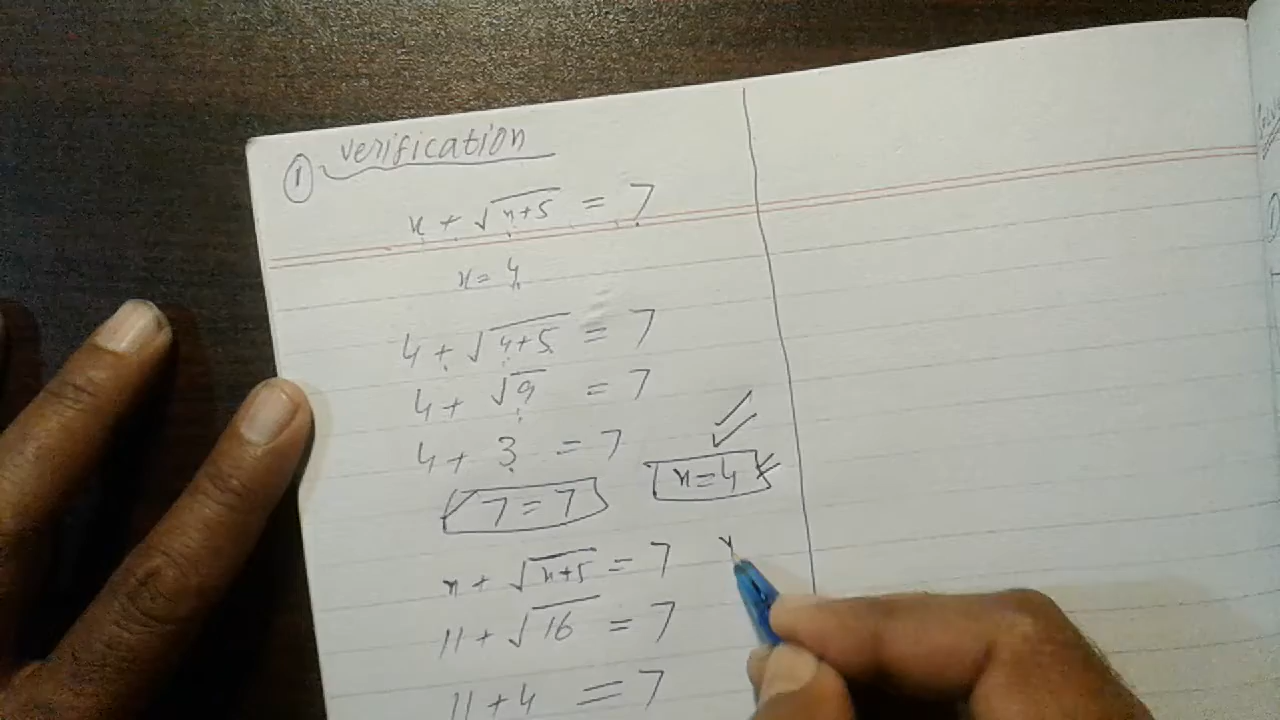 ① verification
x + √x+5 = 7
x = 4
4 + √4+5 = 7
4 + √9 = 7
4 + 3 = 7
7 = 7
x = 4
x + √x+5 = 7
11 + √16 = 7
11 + 4 = 7